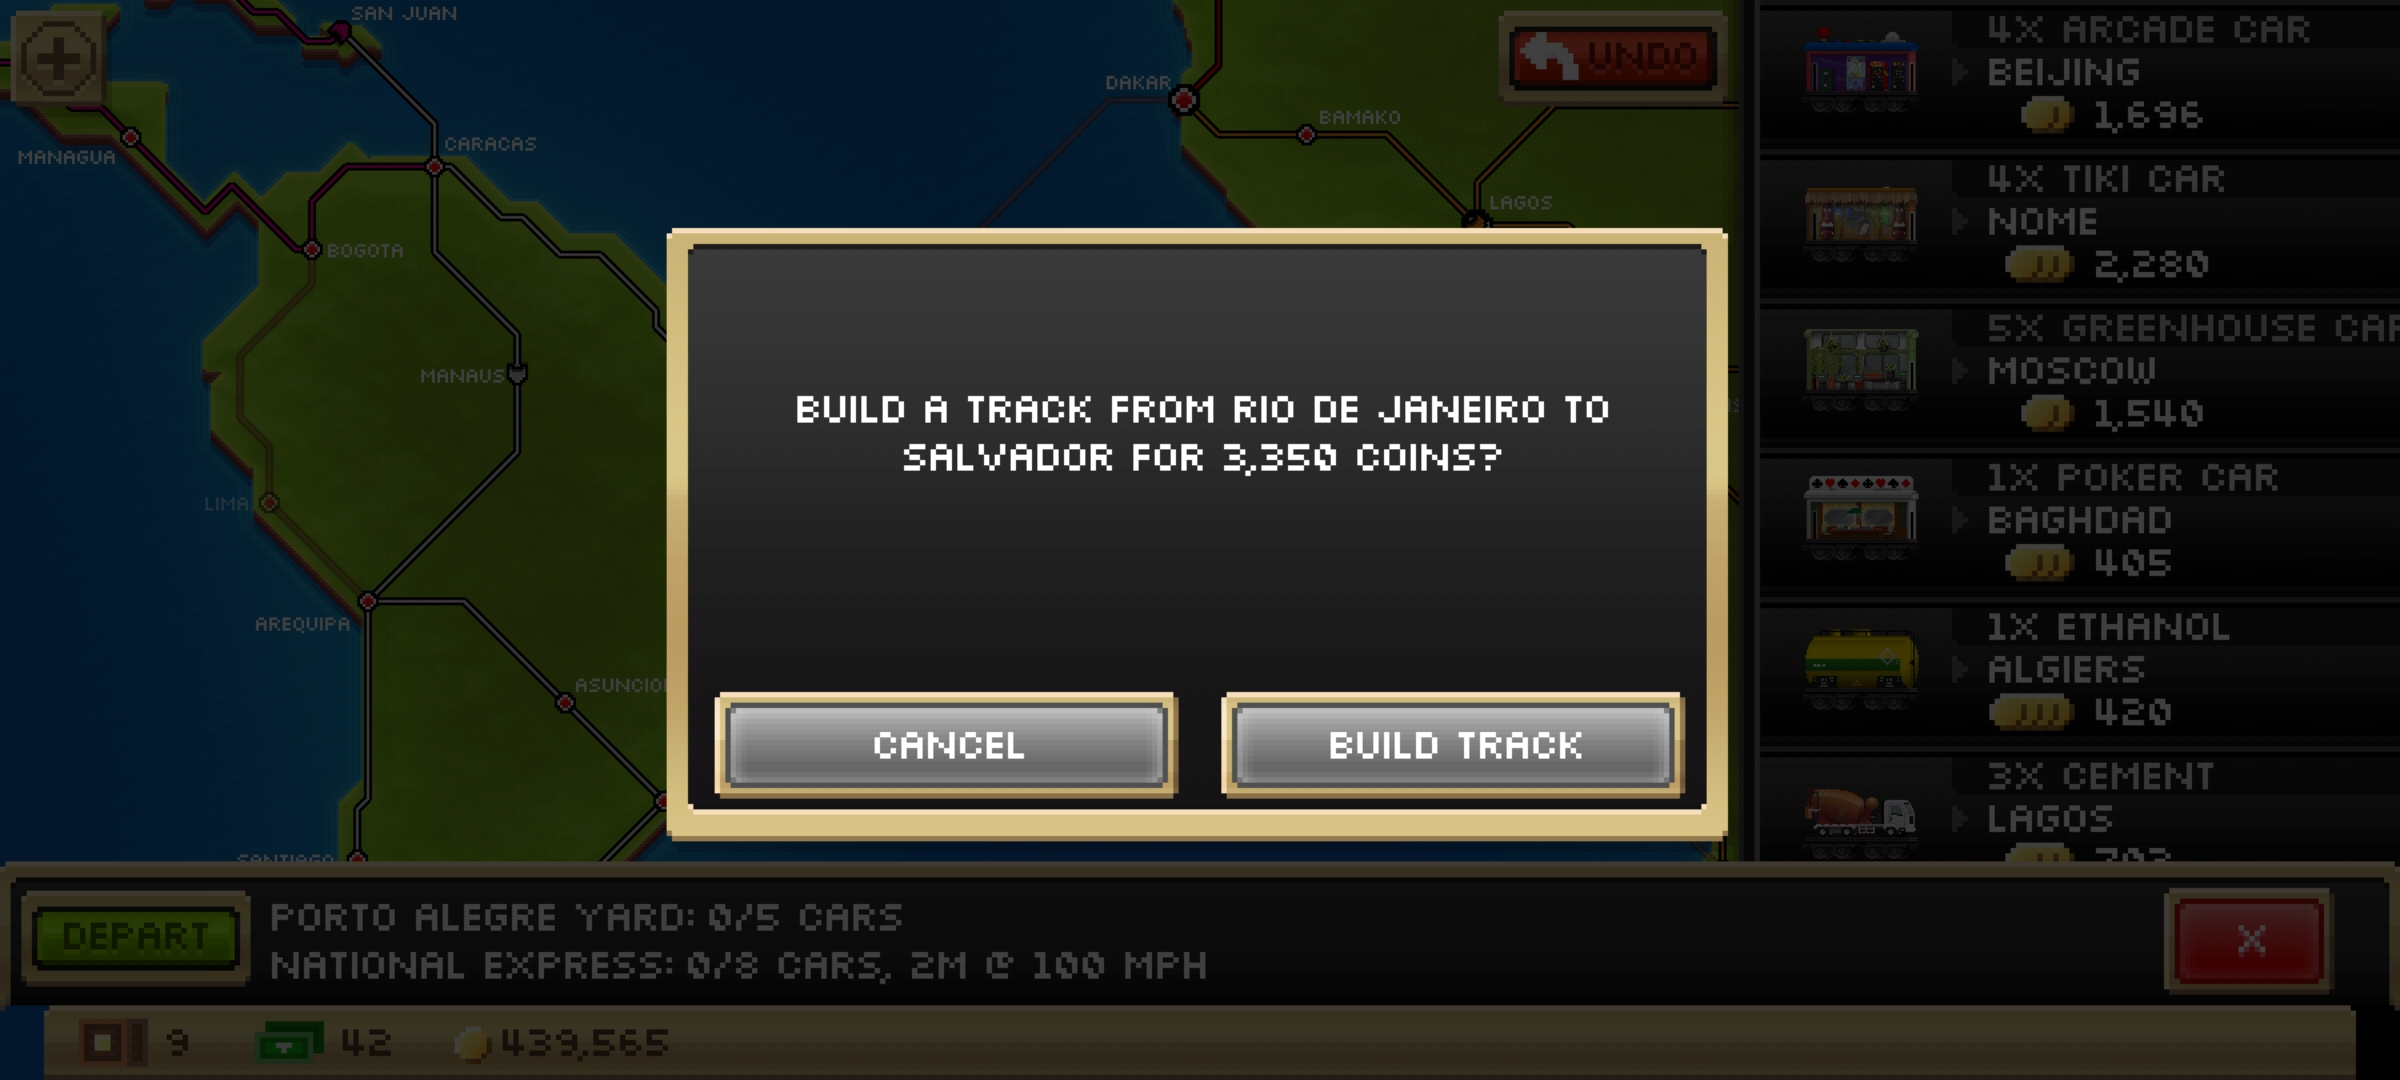 SAN JUAN
DAKAR
UNDO
BAMAKO
CARACAS
MANAGUA
LAGOS
BOGOTA
MANAUS
LIMA
AREQUIPA
SANTIAGO
BUILD A TRACK FROM RIO DE JANEIRO TO
SALVADOR FOR 3,350 COINS?
CANCEL
BUILD TRACK
4X ARCADE CAR
BEIJING
1,696
4X TIKI CAR
NOME
2,280
5X GREENHOUSE CAR
MOSCOW
1,540
1X POKER CAR
BAGHDAD
405
1X ETHANOL
ALGIERS
420
3X CEMENT
LAGOS
DEPART
PORTO ALEGRE YARD: 0/5 CARS
NATIONAL EXPRESS: 0/8 CARS, 2M @ 100 MPH
X
9
42
439,565